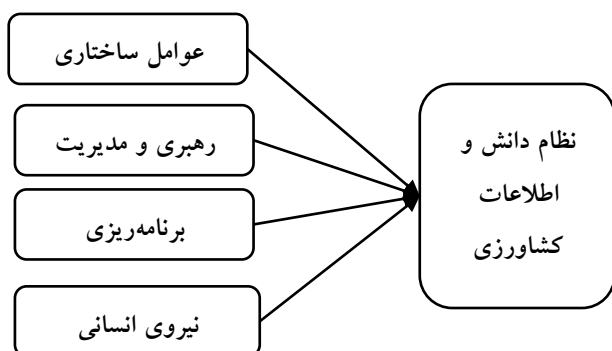 عوامل ساختاری
رهبری و مدیریت
برنامه‌ریزی
نیروی انسانی
نظام دانش و
اطلاعات
کشاورزی